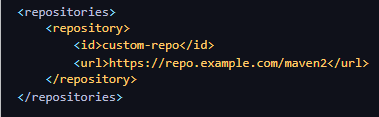 <repositories>
    <repository>
        <id>custom-repo</id>
        <url>https://repo.example.com/maven2</url>
    </repository>
</repositories>